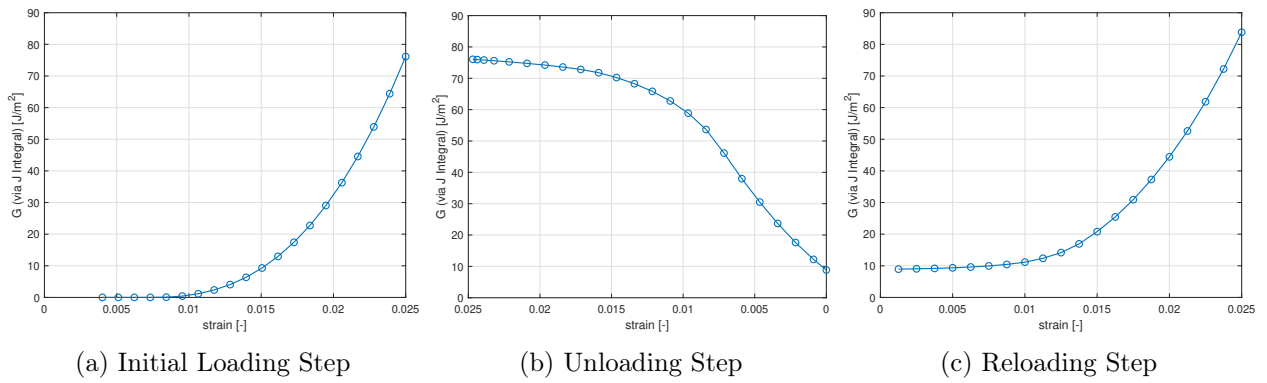 90
80
70
60
50
40
30
20
10
0
G (via J Integral) [J/m²]
0 0.005 0.01 0.015 0.02 0.025
strain [-]
(a) Initial Loading Step
90
80
70
60
50
40
30
20
10
0
G (via J Integral) [J/m²]
0.025 0.02 0.015 0.01 0.005 0
strain [-]
(b) Unloading Step
90
80
70
60
50
40
30
20
10
0
G (via J Integral) [J/m²]
0 0.005 0.01 0.015 0.02 0.025
strain [-]
(c) Reloading Step